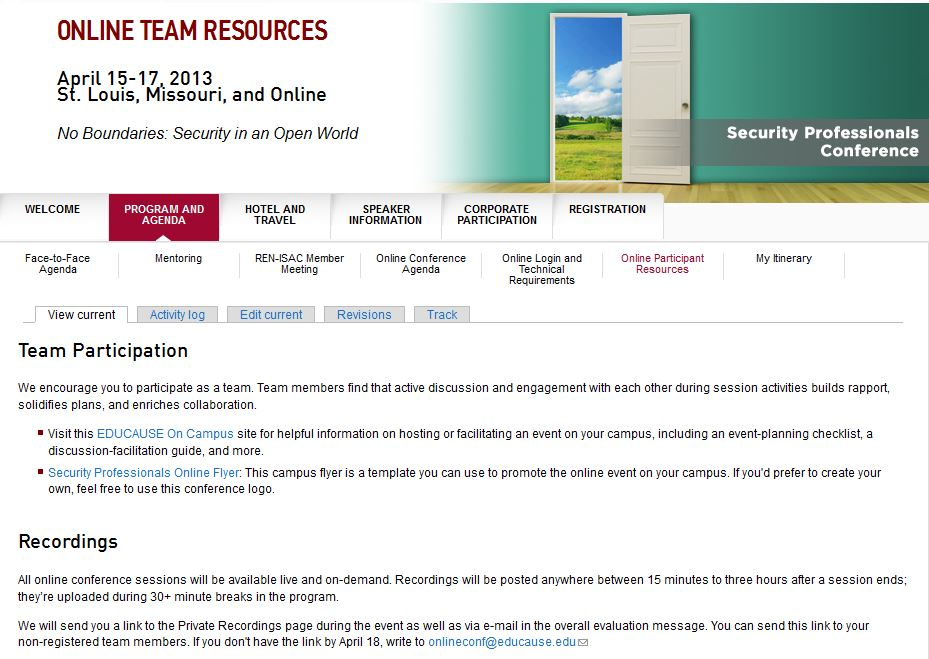 ONLINE TEAM RESOURCES
April 15-17, 2013
St. Louis, Missouri, and Online
No Boundaries: Security in an Open World
Security Professionals
Conference
WELCOME
PROGRAM AND
AGENDA
HOTEL AND
TRAVEL
SPEAKER
INFORMATION
CORPORATE
PARTICIPATION
REGISTRATION
Face-to-Face
Agenda
Mentoring
REN-ISAC Member
Meeting
Online Conference
Agenda
Online Login and
Technical
Requirements
Online Participant
Resources
My Itinerary
View current
Activity log
Edit current
Revisions
Track
Team Participation
We encourage you to participate as a team. Team members find that active discussion and engagement with each other during session activities builds rapport,
solidifies plans, and enriches collaboration.
Visit this EDUCAUSE On Campus site for helpful information on hosting or facilitating an event on your campus, including an event-planning checklist, a
discussion-facilitation guide, and more.
Security Professionals Online Flyer: This campus flyer is a template you can use to promote the online event on your campus. If you'd prefer to create your
own, feel free to use this conference logo.
Recordings
All online conference sessions will be available live and on-demand. Recordings will be posted anywhere between 15 minutes to three hours after a session ends;
they're uploaded during 30+ minute breaks in the program.
We will send you a link to the Private Recordings page during the event as well as via e-mail in the overall evaluation message. You can send this link to your
non-registered team members. If you don't have the link by April 18, write to onlineconf@educause.edu